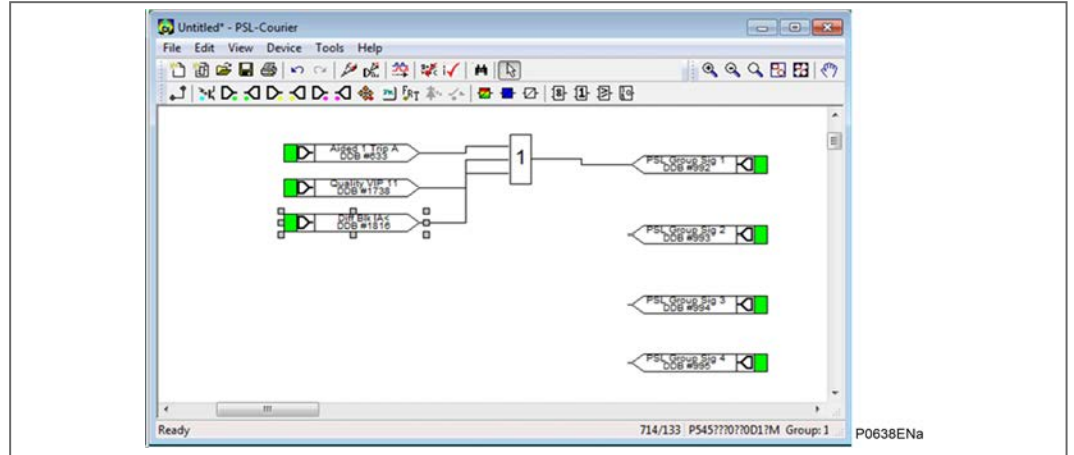 Untitled* - PSL-Courier
File Edit View Device Tools Help
Aided 1 Trip A
DDB #633
1
PSL Group Sig 1
DDB #992
Quality VIP 11
DDB #1738
Diff Blk IA<
DDB #1816
PSL Group Sig 2
DDB #993
PSL Group Sig 3
DDB #994
PSL Group Sig 4
DDB #995
Ready
714/133 P545???0??0D1?M Group: 1
P0638ENa